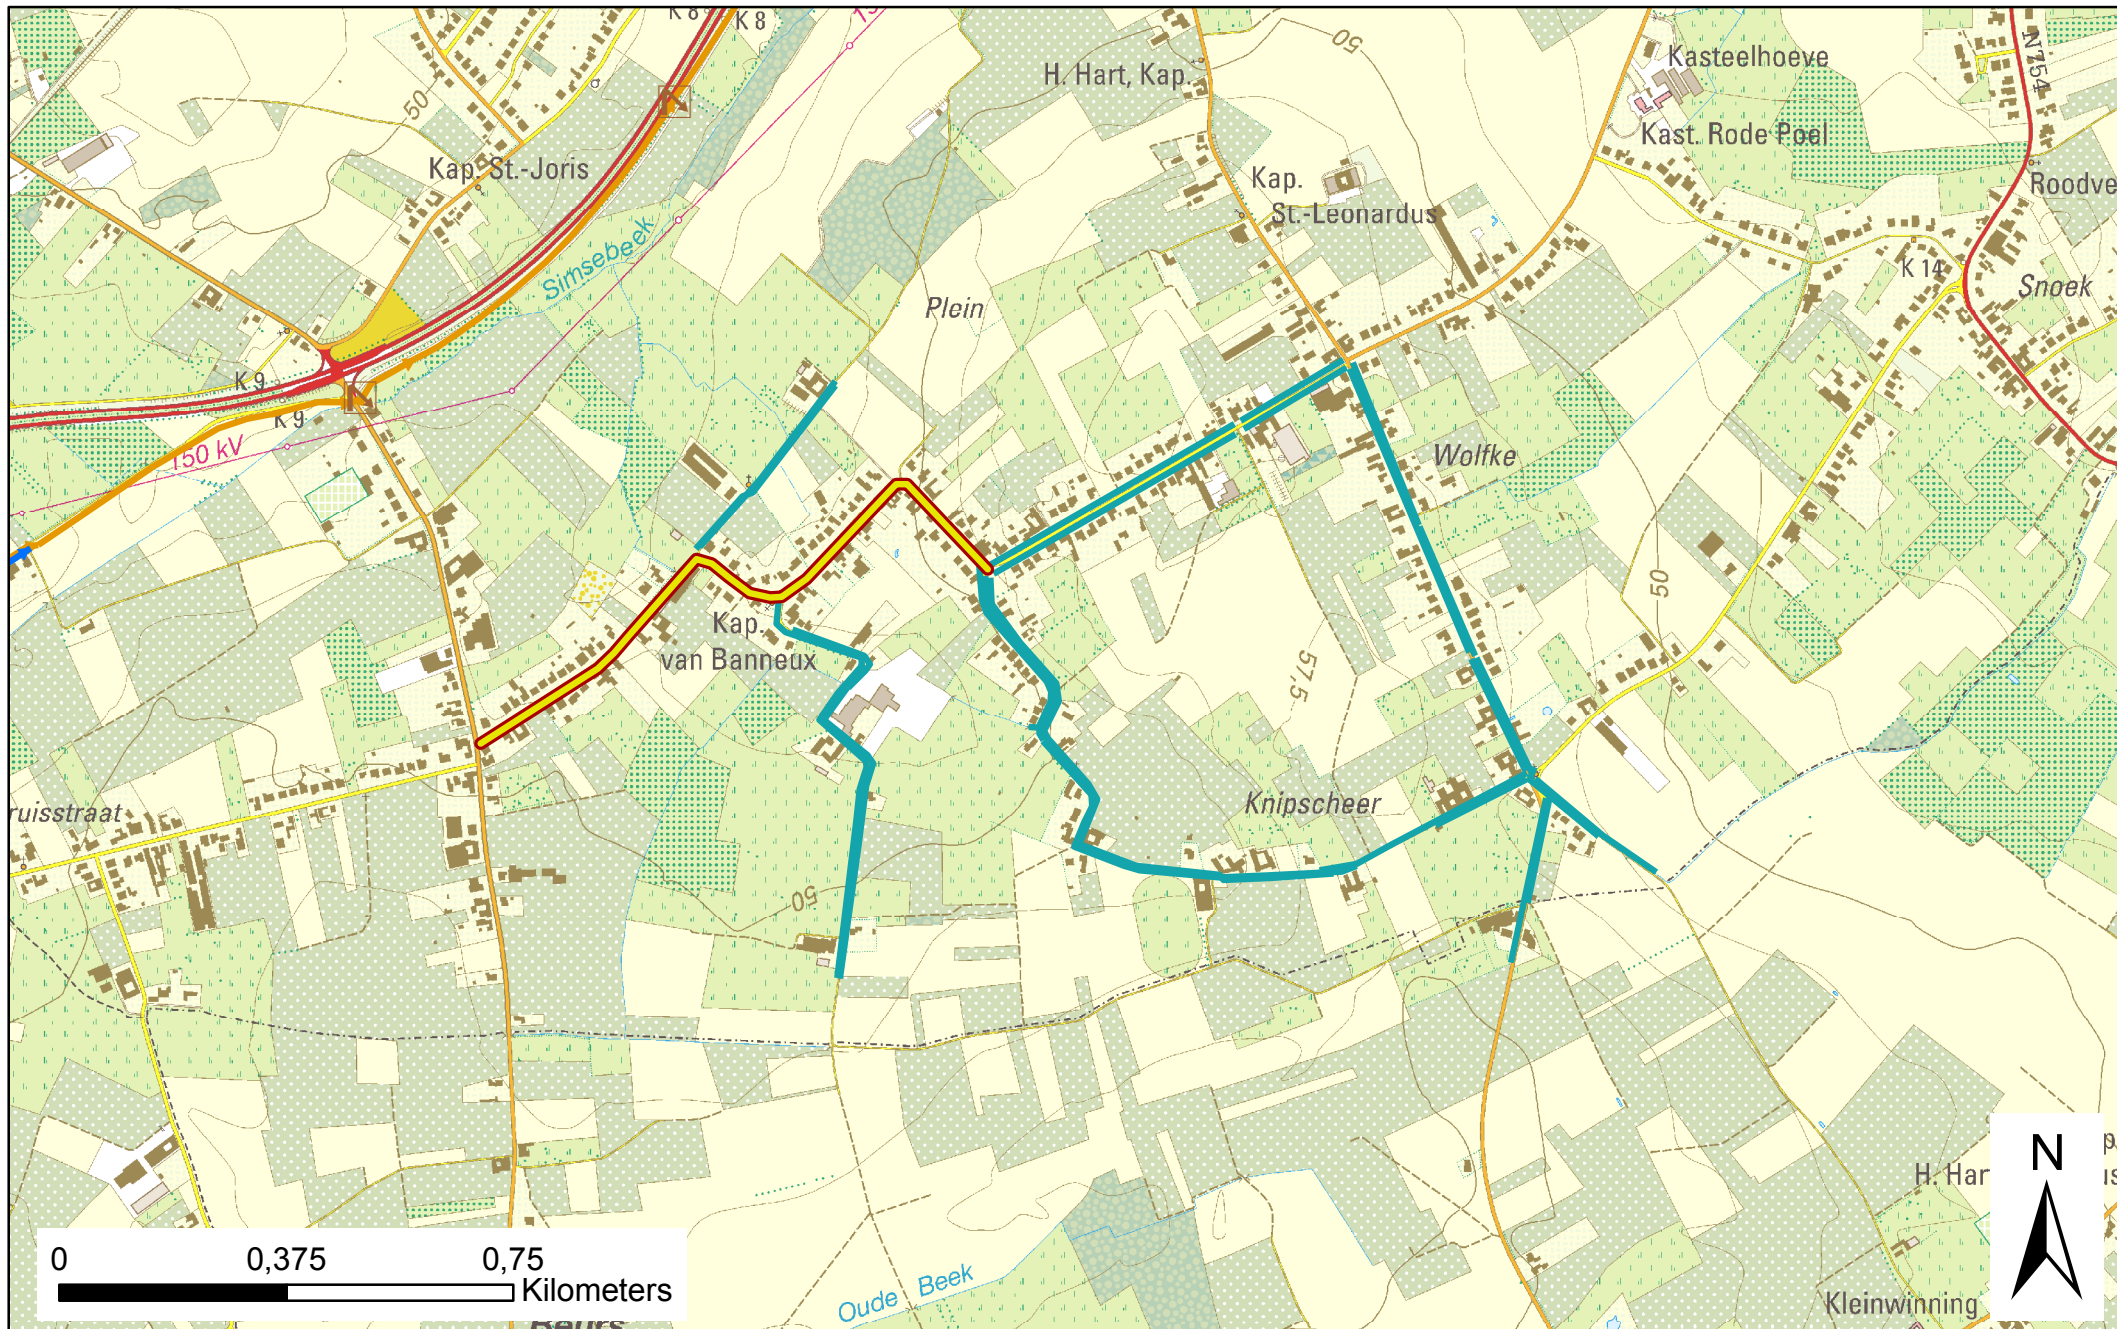 K 8
K 8
50
N754
Kasteelhoeve
H. Hart, Kap.
50
Kast. Rode Poel
Kap. St.-Joris
Kap.
St.-Leonardus
Simsebeek
K 14
Snoek
Plein
K 9
K 9
150 kV
Wolfke
50
Kap.
van Banneux
57,5
Knipscheer
50
N
H. Har
0
0,375
0,75
Kilometers
Oude Beek
Kleinwinning